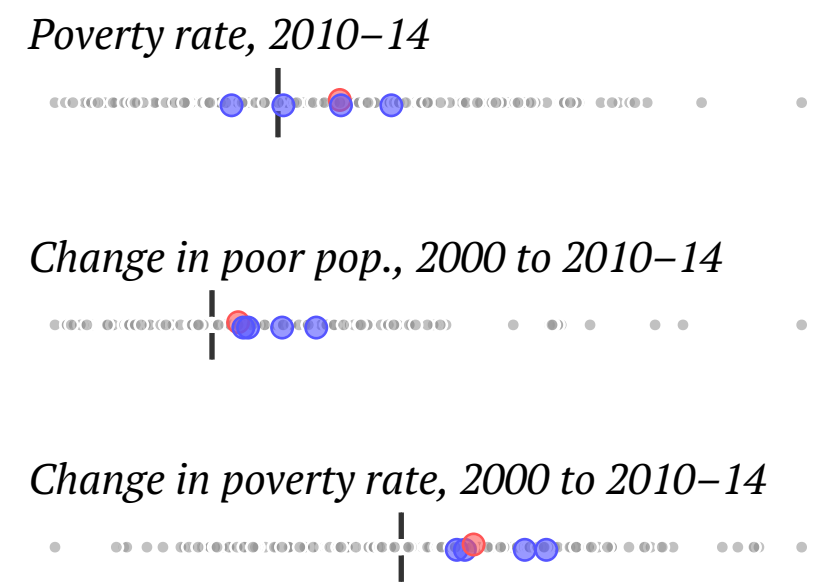 Poverty rate, 2010–14
Change in poor pop., 2000 to 2010–14
Change in poverty rate, 2000 to 2010–14